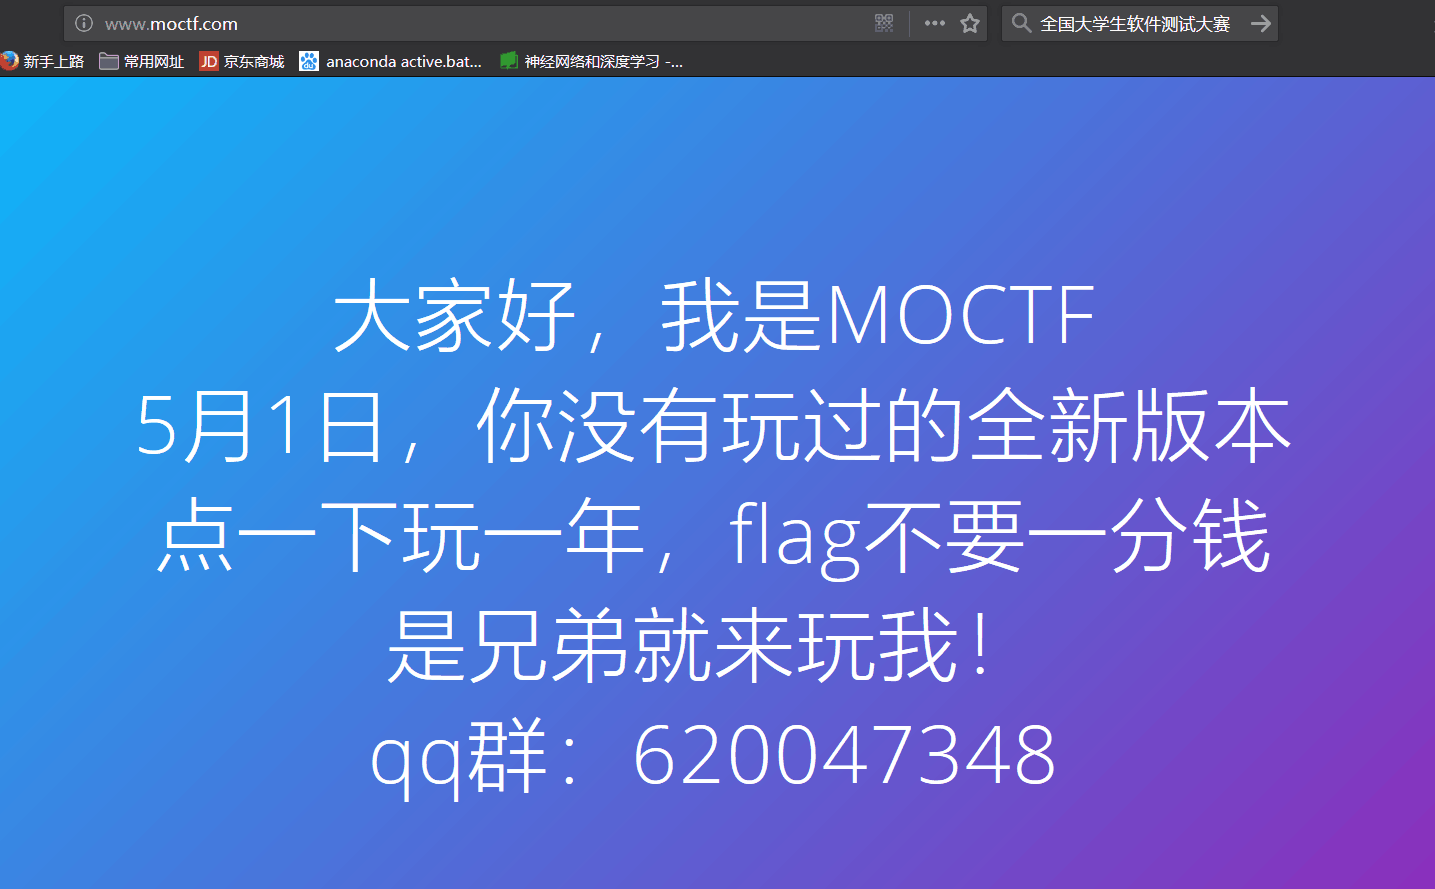 www.moctf.com
全国大学生软件测试大赛
新手上路 常用网址 JD 京东商城 du anaconda active.bat... 神经网络和深度学习 -...
大家好，我是MOCTF
5月1日，你没有玩过的全新版本
点一下玩一年，flag不要一分钱
是兄弟就来玩我！
qq群：620047348